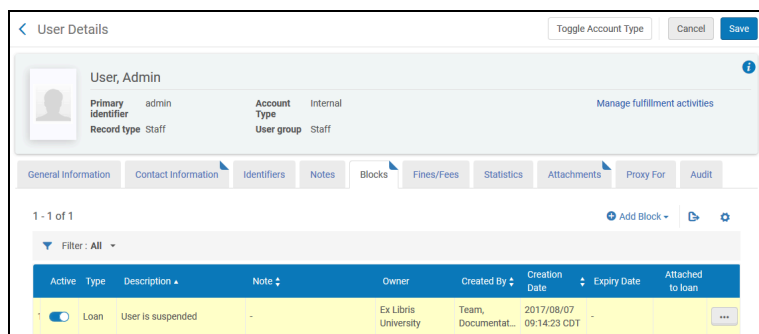 User Details Toggle Account Type Cancel Save
User, Admin
Primary identifier admin Account Type Internal Manage fulfillment activities
Record type Staff User group Staff
General Information Contact Information Identifiers Notes Blocks Fines/Fees Statistics Attachments Proxy For Audit
1 - 1 of 1 Add Block
Filter : All
Active Type Description Note Owner Created By Creation Date Expiry Date Attached to loan
1 Loan User is suspended - Ex Libris University Team, Documentat... 2017/08/07 09:14:23 CDT -